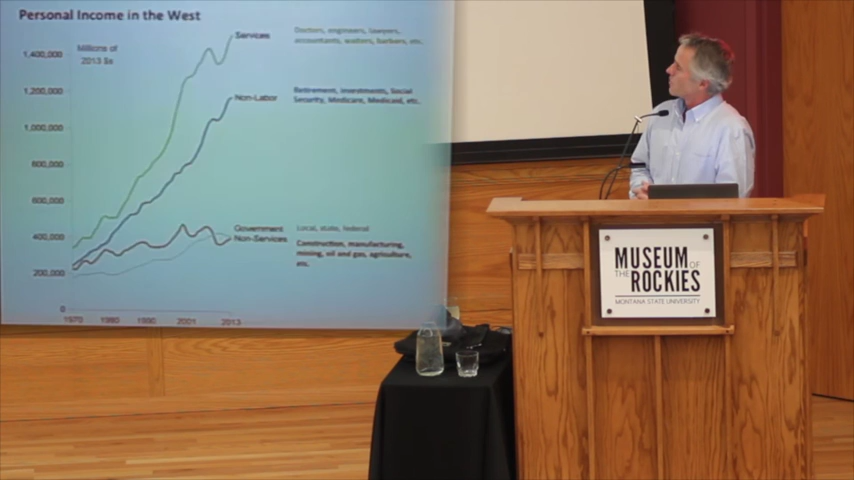 Personal Income in the West
Millions of
2013 $s
1,400,000
1,200,000
1,000,000
800,000
600,000
400,000
200,000
0
1970
1980
1990
2001
2013
Services
Doctors, engineers, lawyers,
accountants, waiters, barbers, etc.
Non-Labor
Retirement, investments, Social
Security, Medicare, Medicaid, etc.
Government
Local, state, federal
Non-Services
Construction, manufacturing,
mining, oil and gas, agriculture,
etc.
MUSEUM OF
THE ROCKIES
MONTANA STATE UNIVERSITY